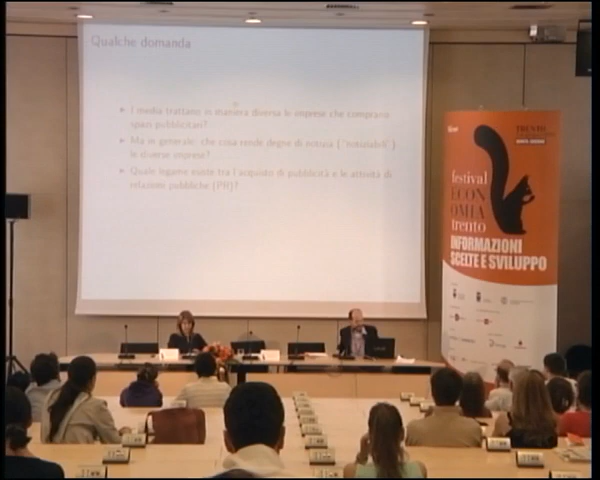 Qualche domanda
I media trattano in maniera diversa le imprese che comprano
spazi pubblicitari?
Ma in generale: che cosa rende degne di notizia ("notiziabili")
le diverse imprese?
Quale legame esiste tra l'acquisto di pubblicità e le attività di
relazioni pubbliche (PR)?
TRENTO
festival
ECON
OMIA
trento
INFORMAZIONI
SCELTE E SVILUPPO